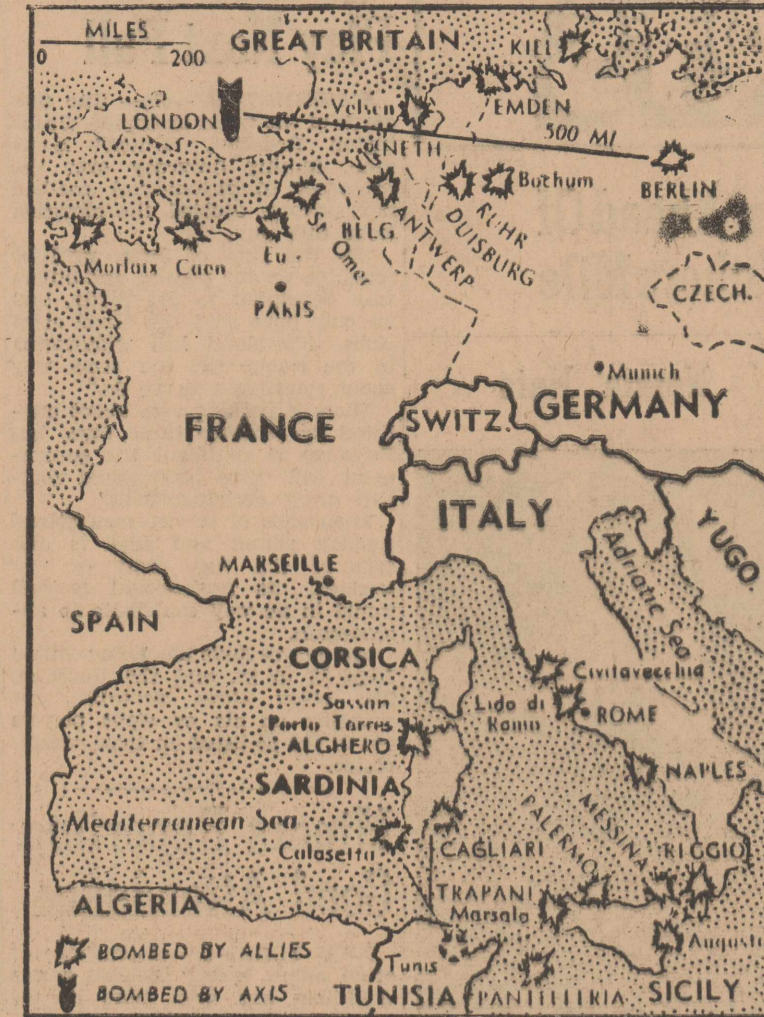 MILES
0 200
GREAT BRITAIN
KIEL
LONDON
Velsen
EMDEN
NETH
500 MI
BERLIN
Bochum
RUHR
DUISBURG
BELG
ANTWERP
St Omer
Morlaix
Caen
Eu
PARIS
CZECH.
Munich
FRANCE
SWITZ.
GERMANY
ITALY
YUGO.
Adriatic Sea
MARSEILLE
SPAIN
CORSICA
Civitavecchia
Lido di
Roma
ROME
Porto Torres
ALGHERO
SARDINIA
NAPLES
Mediterranean Sea
MESSINA
PALERMO
REGGIO
Calasetta
CAGLIARI
TRAPANI
Marsala
ALGERIA
August
BOMBED BY ALLIES
Tunis
BOMBED BY AXIS
TUNISIA
PANTELLERIA
SICILY